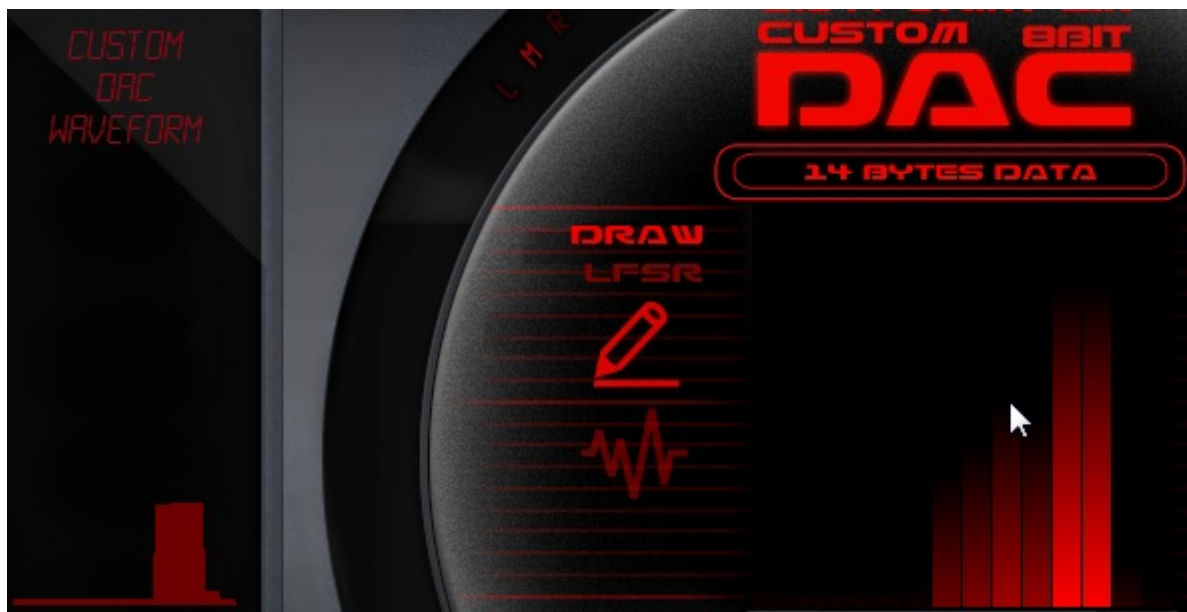 CUSTOM
DAC
WAVEFORM
L M R
CUSTOM 8BIT
DAC
14 BYTES DATA
DRAW
LFSR